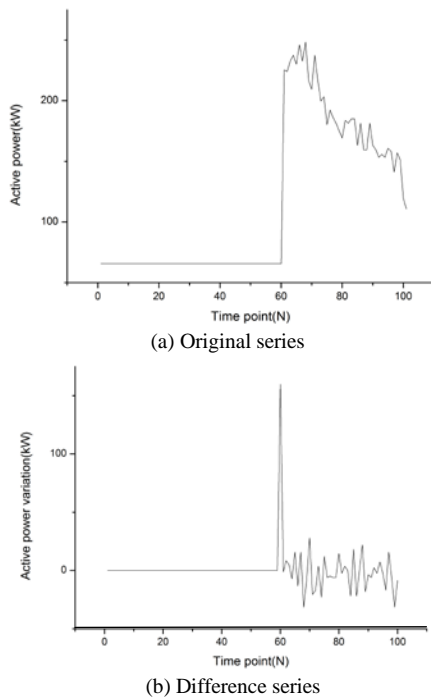 Active power(kW)
200
100
0
20
40
60
80
100
Time point(N)
(a) Original series
Active power variation(kW)
100
0
0
20
40
60
80
100
Time point(N)
(b) Difference series